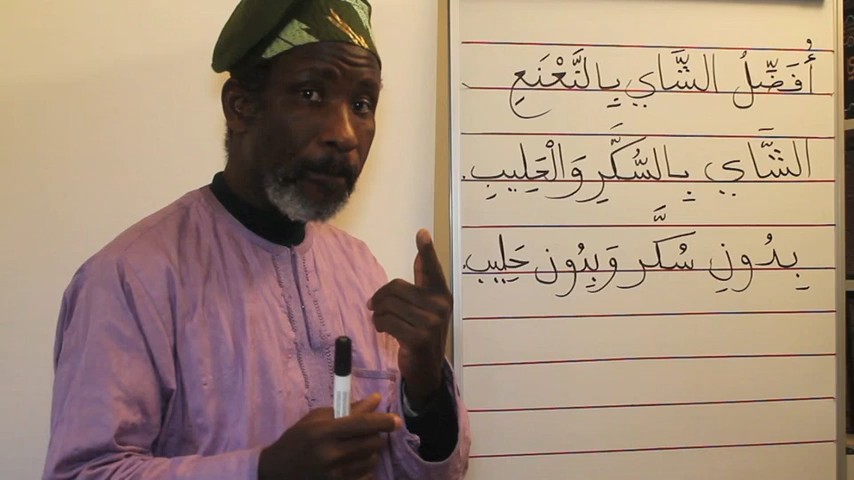 أُفَضِّلُ الشَّاي بِالنَّعْنَعِ
الشَّاي بِالسُّكَّرِ وَالْحَلِيبِ.
بِدُونِ سُكَّر وَبِدُون حَلِيب.